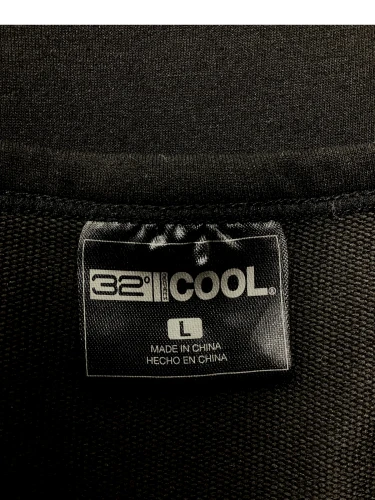 32° COOL®
L
MADE IN CHINA
HECHO EN CHINA